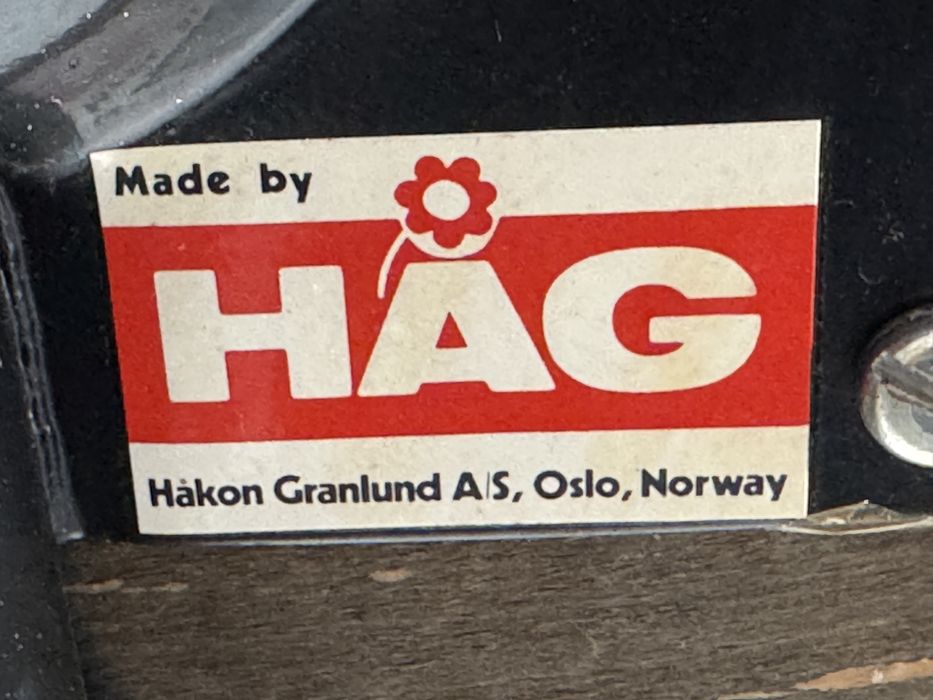 Made by
HÅG
Håkon Granlund A/S, Oslo, Norway